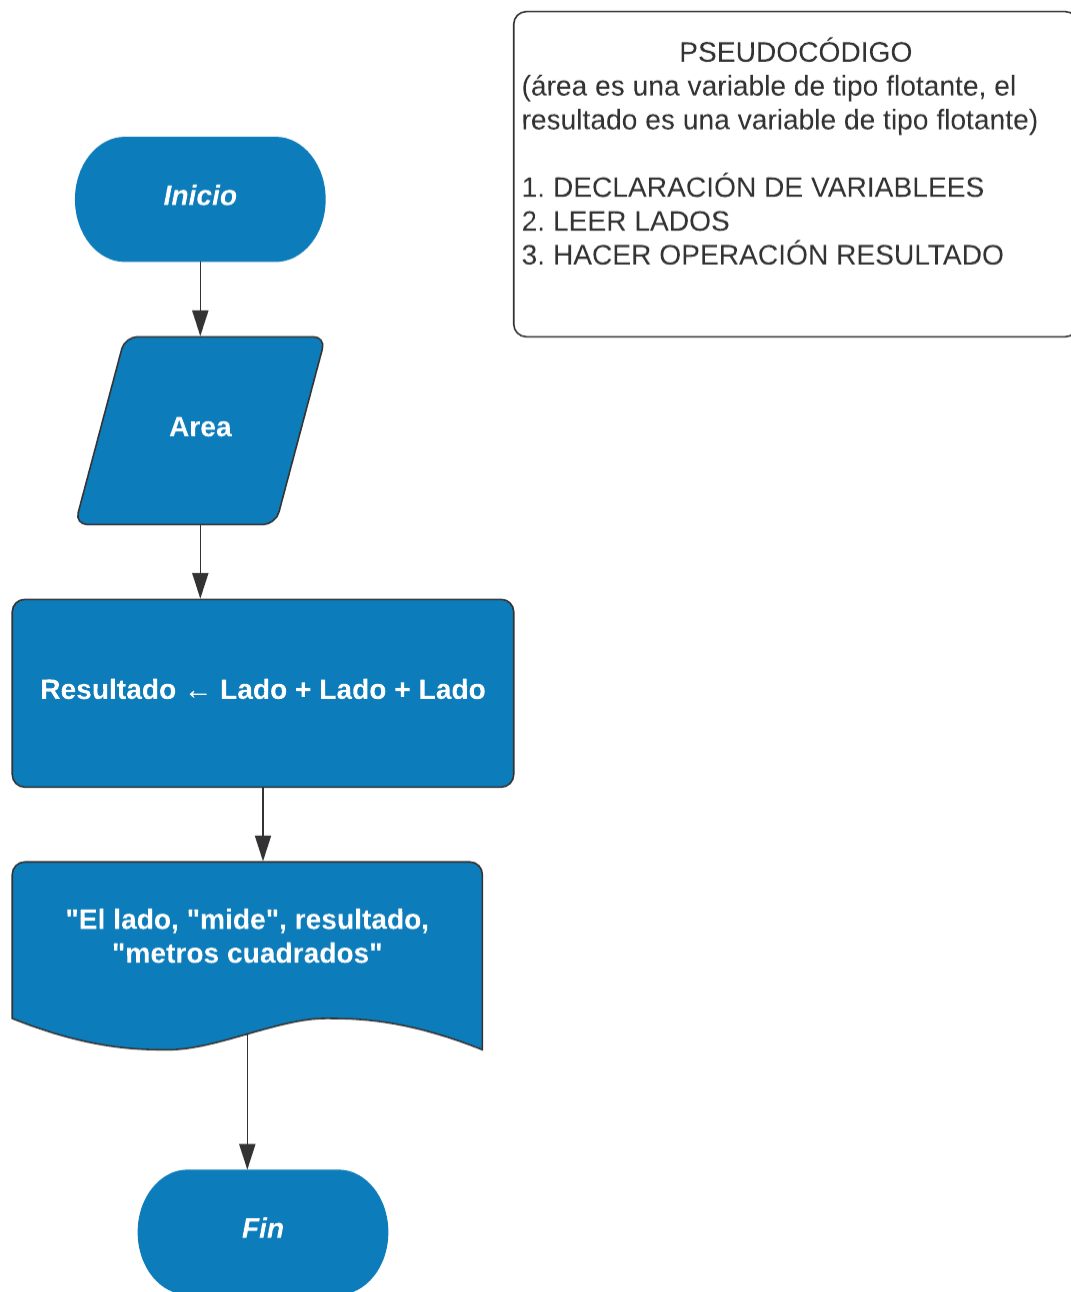 PSEUDOCÓDIGO
(área es una variable de tipo flotante, el
resultado es una variable de tipo flotante)
1. DECLARACIÓN DE VARIABLEES
2. LEER LADOS
3. HACER OPERACIÓN RESULTADO
Inicio
Area
Resultado ← Lado + Lado + Lado
"El lado, "mide", resultado,
"metros cuadrados"
Fin